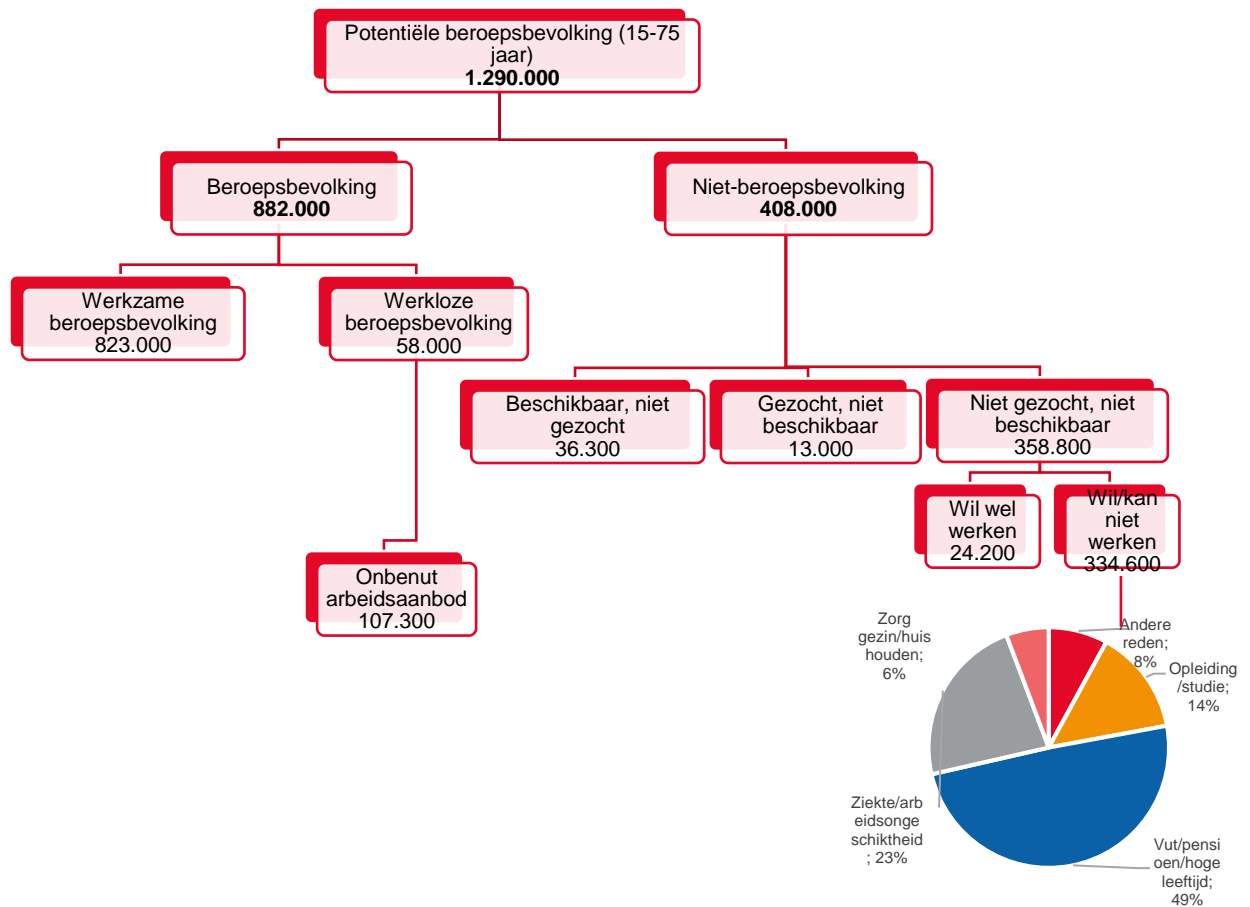 Potentiële beroepsbevolking (15-75
jaar)
1.290.000
Beroepsbevolking
882.000
Niet-beroepsbevolking
408.000
Werkzame
beroepsbevolking
823.000
Werkloze
beroepsbevolking
58.000
Beschikbaar, niet
gezocht
36.300
Gezocht, niet
beschikbaar
13.000
Niet gezocht, niet
beschikbaar
358.800
Wil wel
werken
24.200
Wil/kan
niet
werken
334.600
Onbenut
arbeidsaanbod
107.300
Zorg
gezin/huis
houden;
6%
Andere
reden;
8%
Opleiding
/studie;
14%
Ziekte/arb
eidsonge
schiktheid
; 23%
Vut/pensi
oen/hoge
leeftijd;
49%